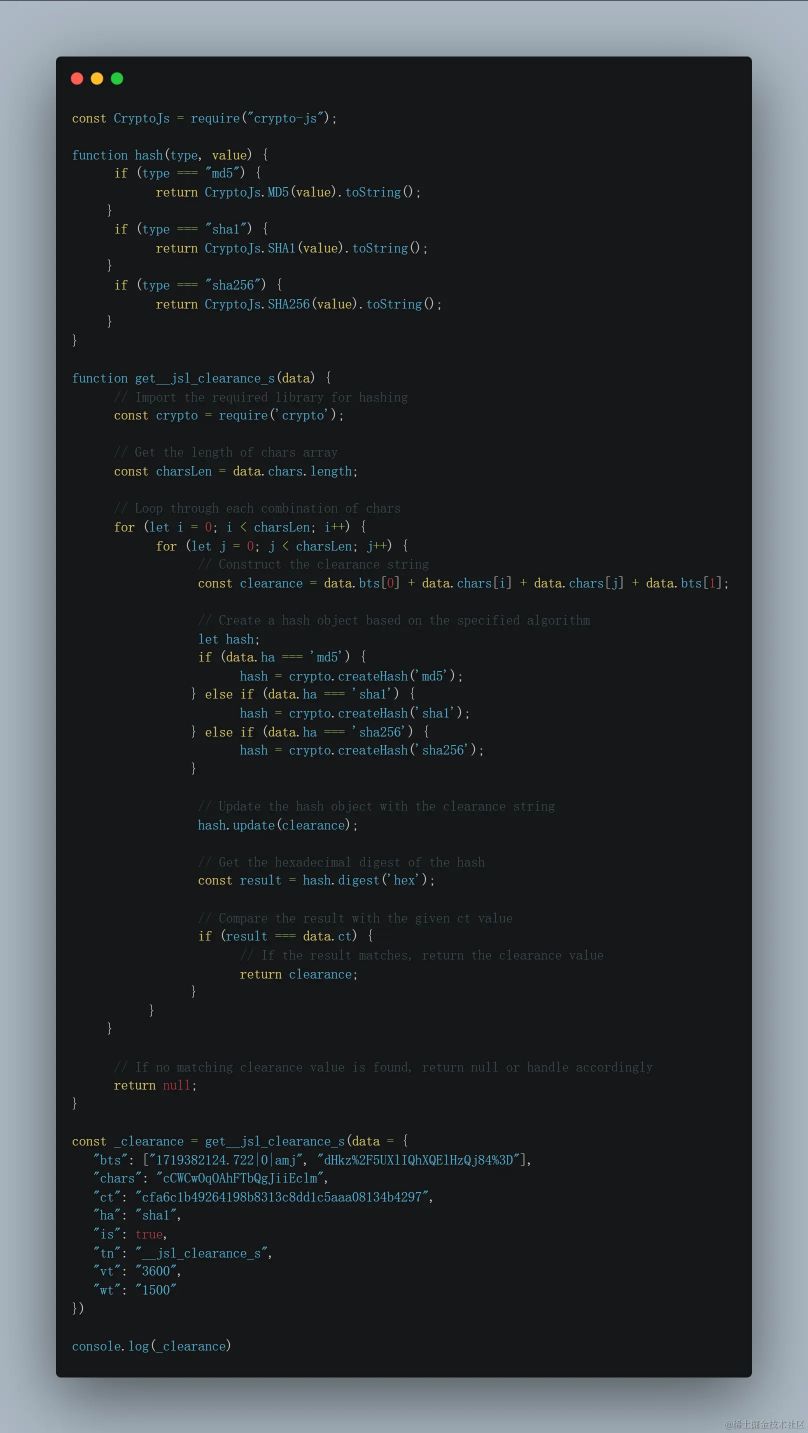 const CryptoJs = require("crypto-js");
function hash(type, value) {
if (type === "md5") {
return CryptoJs.MD5(value).toString();
}
if (type === "sha1") {
return CryptoJs.SHA1(value).toString();
}
if (type === "sha256") {
return CryptoJs.SHA256(value).toString();
}
}
function get__jsl_clearance_s(data) {
// Import the required library for hashing
const crypto = require('crypto');
// Get the length of chars array
const charsLen = data.chars.length;
// Loop through each combination of chars
for (let i = 0; i < charsLen; i++) {
for (let j = 0; j < charsLen; j++) {
// Construct the clearance string
const clearance = data.bts[0] + data.chars[i] + data.chars[j] + data.bts[1];
// Create a hash object based on the specified algorithm
let hash;
if (data.ha === 'md5') {
hash = crypto.createHash('md5');
} else if (data.ha === 'sha1') {
hash = crypto.createHash('sha1');
} else if (data.ha === 'sha256') {
hash = crypto.createHash('sha256');
}
// Update the hash object with the clearance string
hash.update(clearance);
// Get the hexadecimal digest of the hash
const result = hash.digest('hex');
// Compare the result with the given ct value
if (result === data.ct) {
// If the result matches, return the clearance value
return clearance;
}
}
}
// If no matching clearance value is found, return null or handle accordingly
return null;
}
const _clearance = get__jsl_clearance_s(data = {
"bts": ["1719382124.722|0|amj", "dHkz%2F5UXlIQhXQElHzQj84%3D"],
"chars": "cCWCwOqOAhFTbQgJiiEclm",
"ct": "cfa6c1b49264198b8313c8dd1c5aaa08134b4297",
"ha": "sha1",
"is": true,
"tn": "__jsl_clearance_s",
"vt": "3600",
"wt": "1500"
})
console.log(_clearance)
@稀土掘金技术社区